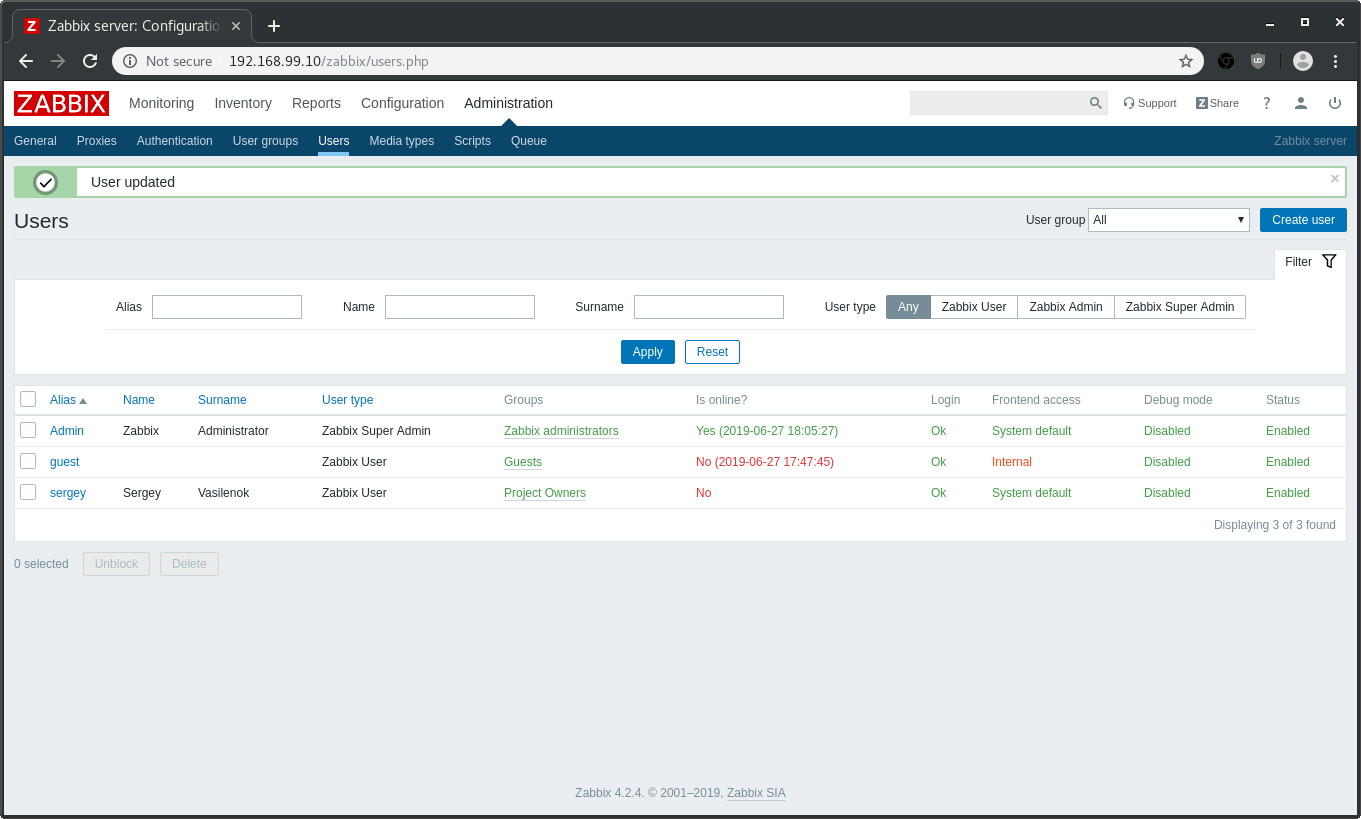 Z Zabbix server: Configuratio
Not secure 192.168.99.10/zabbix/users.php
ZABBIX Monitoring Inventory Reports Configuration Administration Support Z Share ?
General Proxies Authentication User groups Users Media types Scripts Queue Zabbix server
User updated
Users User group All Create user
Filter
Alias Name Surname User type Any Zabbix User Zabbix Admin Zabbix Super Admin
Apply Reset
Alias Name Surname User type Groups Is online? Login Frontend access Debug mode Status
Admin Zabbix Administrator Zabbix Super Admin Zabbix administrators Yes (2019-06-27 18:05:27) Ok System default Disabled Enabled
guest Zabbix User Guests No (2019-06-27 17:47:45) Ok Internal Disabled Enabled
sergey Sergey Vasilenok Zabbix User Project Owners No Ok System default Disabled Enabled
Displaying 3 of 3 found
0 selected Unblock Delete
Zabbix 4.2.4. © 2001–2019, Zabbix SIA